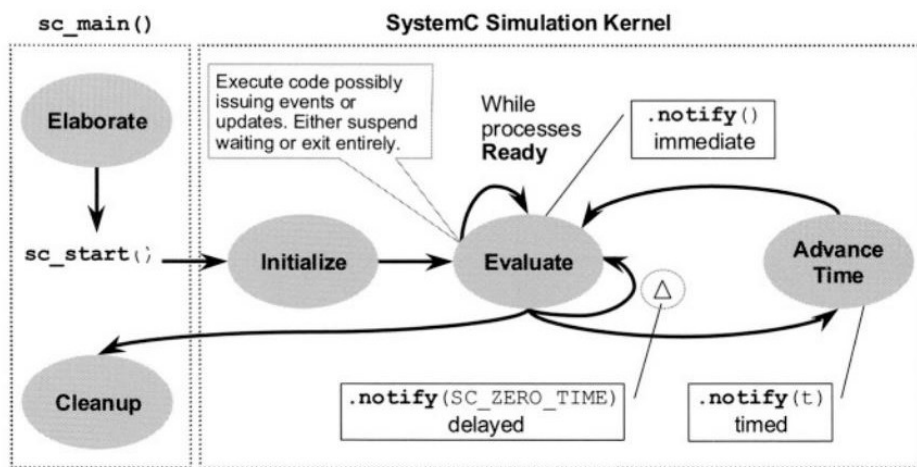 sc_main()
SystemC Simulation Kernel
Elaborate
Execute code possibly
issuing events or
updates. Either suspend
waiting or exit entirely.
While
processes
Ready
.notify()
immediate
sc_start()
Initialize
Evaluate
Δ
Advance
Time
Cleanup
.notify(SC_ZERO_TIME)
delayed
.notify(t)
timed